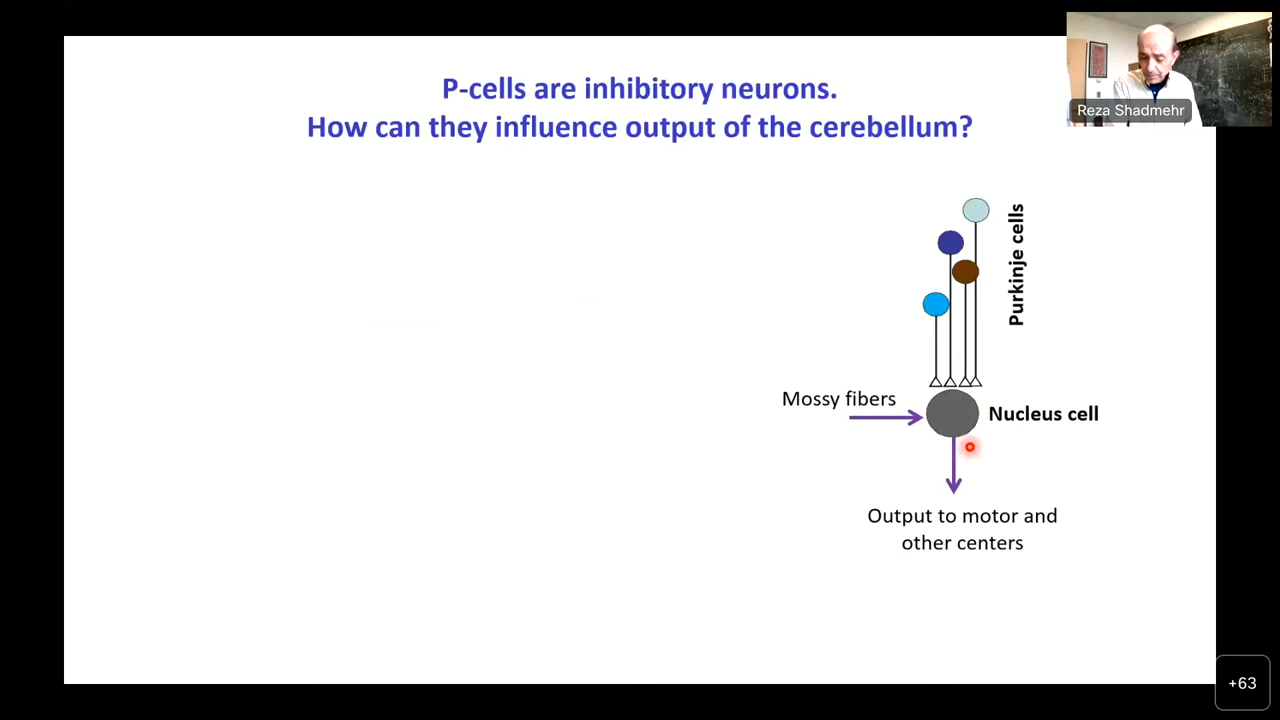 P-cells are inhibitory neurons.
How can they influence output of the cerebellum?
Reza Shadmehr
Purkinje cells
Mossy fibers
Nucleus cell
Output to motor and
other centers
+63